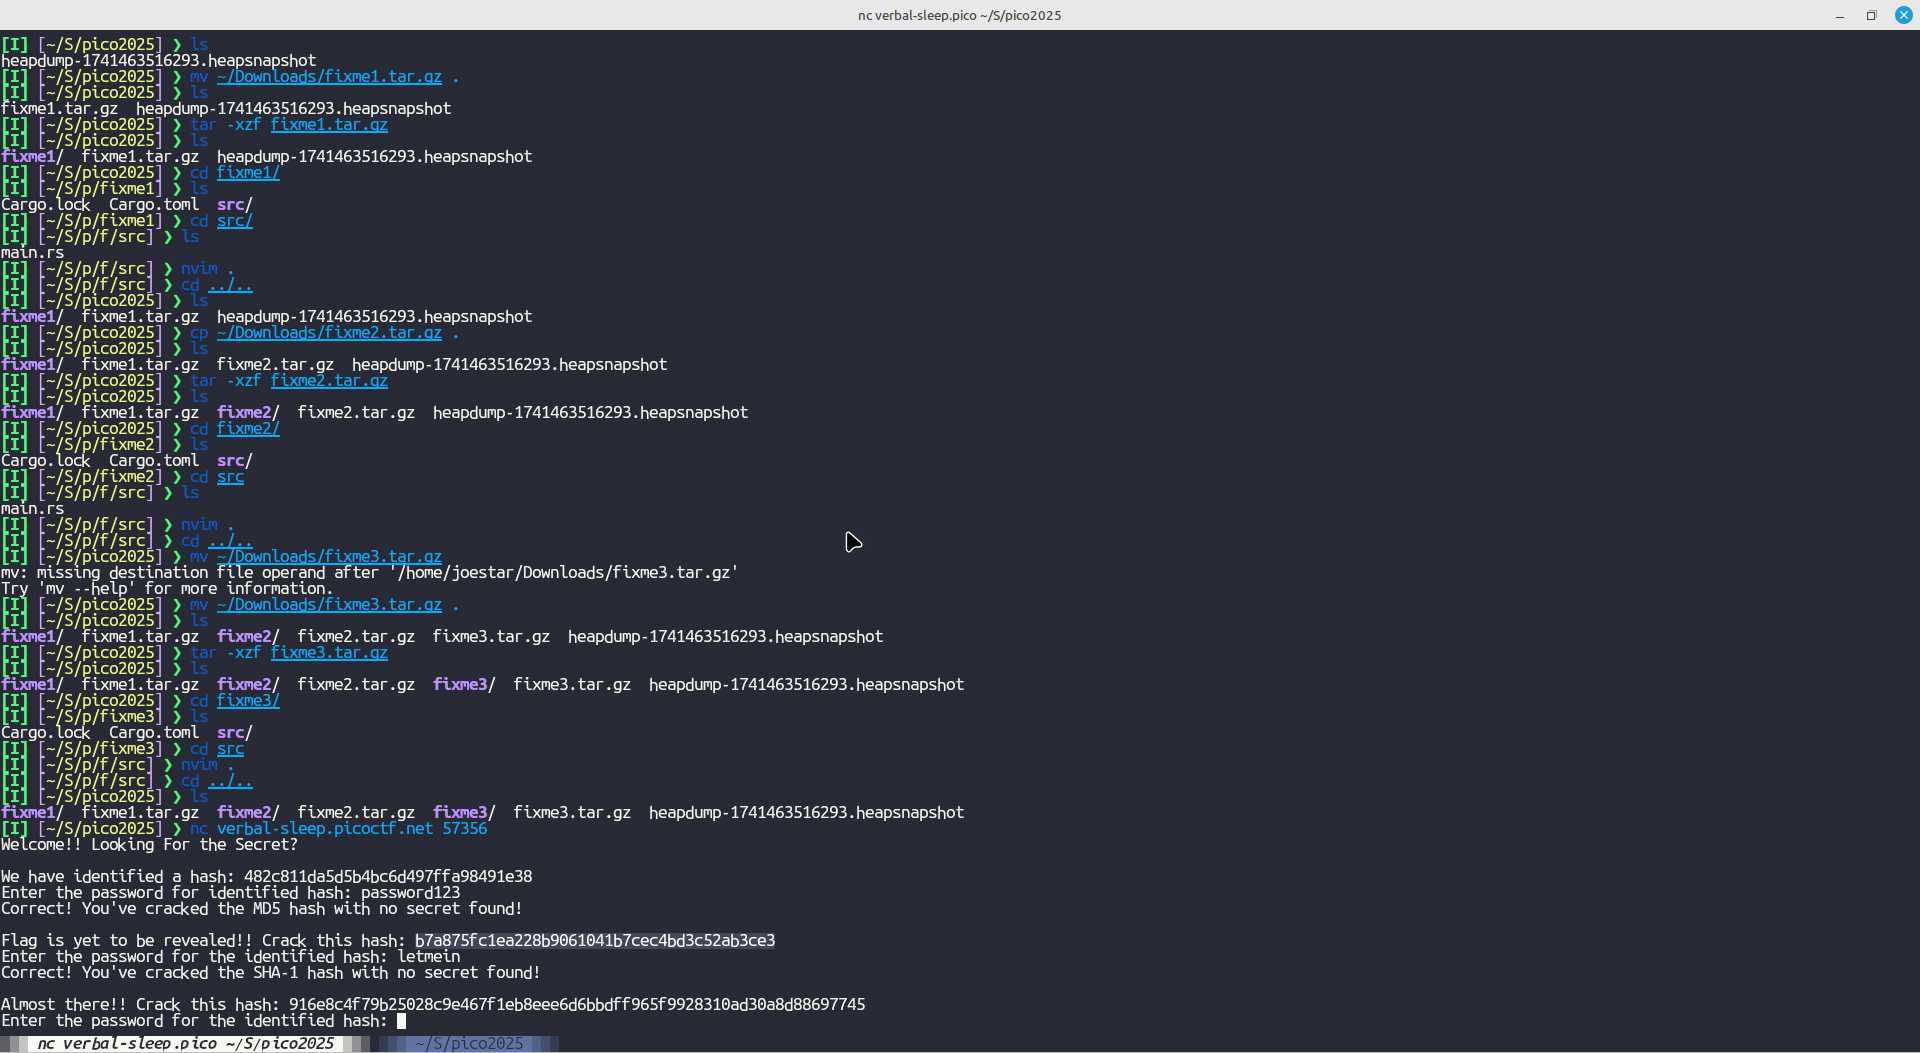 nc verbal-sleep.pico ~/S/pico2025
[I] [~/S/pico2025] ❯ ls
heapdump-1741463516293.heapsnapshot
[I] [~/S/pico2025] ❯ mv ~/Downloads/fixme1.tar.gz .
[I] [~/S/pico2025] ❯ ls
fixme1.tar.gz  heapdump-1741463516293.heapsnapshot
[I] [~/S/pico2025] ❯ tar -xzf fixme1.tar.gz
[I] [~/S/pico2025] ❯ ls
fixme1/  fixme1.tar.gz  heapdump-1741463516293.heapsnapshot
[I] [~/S/pico2025] ❯ cd fixme1/
[I] [~/S/p/fixme1] ❯ ls
Cargo.lock  Cargo.toml  src/
[I] [~/S/p/fixme1] ❯ cd src/
[I] [~/S/p/f/src] ❯ ls
main.rs
[I] [~/S/p/f/src] ❯ nvim .
[I] [~/S/p/f/src] ❯ cd ../..
[I] [~/S/pico2025] ❯ ls
fixme1/  fixme1.tar.gz  heapdump-1741463516293.heapsnapshot
[I] [~/S/pico2025] ❯ cp ~/Downloads/fixme2.tar.gz .
[I] [~/S/pico2025] ❯ ls
fixme1/  fixme1.tar.gz  fixme2.tar.gz  heapdump-1741463516293.heapsnapshot
[I] [~/S/pico2025] ❯ tar -xzf fixme2.tar.gz
[I] [~/S/pico2025] ❯ ls
fixme1/  fixme1.tar.gz  fixme2/  fixme2.tar.gz  heapdump-1741463516293.heapsnapshot
[I] [~/S/pico2025] ❯ cd fixme2/
[I] [~/S/p/fixme2] ❯ ls
Cargo.lock  Cargo.toml  src/
[I] [~/S/p/fixme2] ❯ cd src
[I] [~/S/p/f/src] ❯ ls
main.rs
[I] [~/S/p/f/src] ❯ nvim .
[I] [~/S/p/f/src] ❯ cd ../..
[I] [~/S/pico2025] ❯ mv ~/Downloads/fixme3.tar.gz
mv: missing destination file operand after '/home/joestar/Downloads/fixme3.tar.gz'
Try 'mv --help' for more information.
[I] [~/S/pico2025] ❯ mv ~/Downloads/fixme3.tar.gz .
[I] [~/S/pico2025] ❯ ls
fixme1/  fixme1.tar.gz  fixme2/  fixme2.tar.gz  fixme3.tar.gz  heapdump-1741463516293.heapsnapshot
[I] [~/S/pico2025] ❯ tar -xzf fixme3.tar.gz
[I] [~/S/pico2025] ❯ ls
fixme1/  fixme1.tar.gz  fixme2/  fixme2.tar.gz  fixme3/  fixme3.tar.gz  heapdump-1741463516293.heapsnapshot
[I] [~/S/pico2025] ❯ cd fixme3/
[I] [~/S/p/fixme3] ❯ ls
Cargo.lock  Cargo.toml  src/
[I] [~/S/p/fixme3] ❯ cd src
[I] [~/S/p/f/src] ❯ nvim .
[I] [~/S/p/f/src] ❯ cd ../..
[I] [~/S/pico2025] ❯ ls
fixme1/  fixme1.tar.gz  fixme2/  fixme2.tar.gz  fixme3/  fixme3.tar.gz  heapdump-1741463516293.heapsnapshot
[I] [~/S/pico2025] ❯ nc verbal-sleep.picoctf.net 57356
Welcome!! Looking For the Secret?

We have identified a hash: 482c811da5d5b4bc6d497ffa98491e38
Enter the password for identified hash: password123
Correct! You've cracked the MD5 hash with no secret found!

Flag is yet to be revealed!! Crack this hash: b7a875fc1ea228b9061041b7cec4bd3c52ab3ce3
Enter the password for the identified hash: letmein
Correct! You've cracked the SHA-1 hash with no secret found!

Almost there!! Crack this hash: 916e8c4f79b25028c9e467f1eb8eee6d6bbdff965f9928310ad30a8d88697745
Enter the password for the identified hash:
nc verbal-sleep.pico ~/S/pico2025  ~/S/pico2025